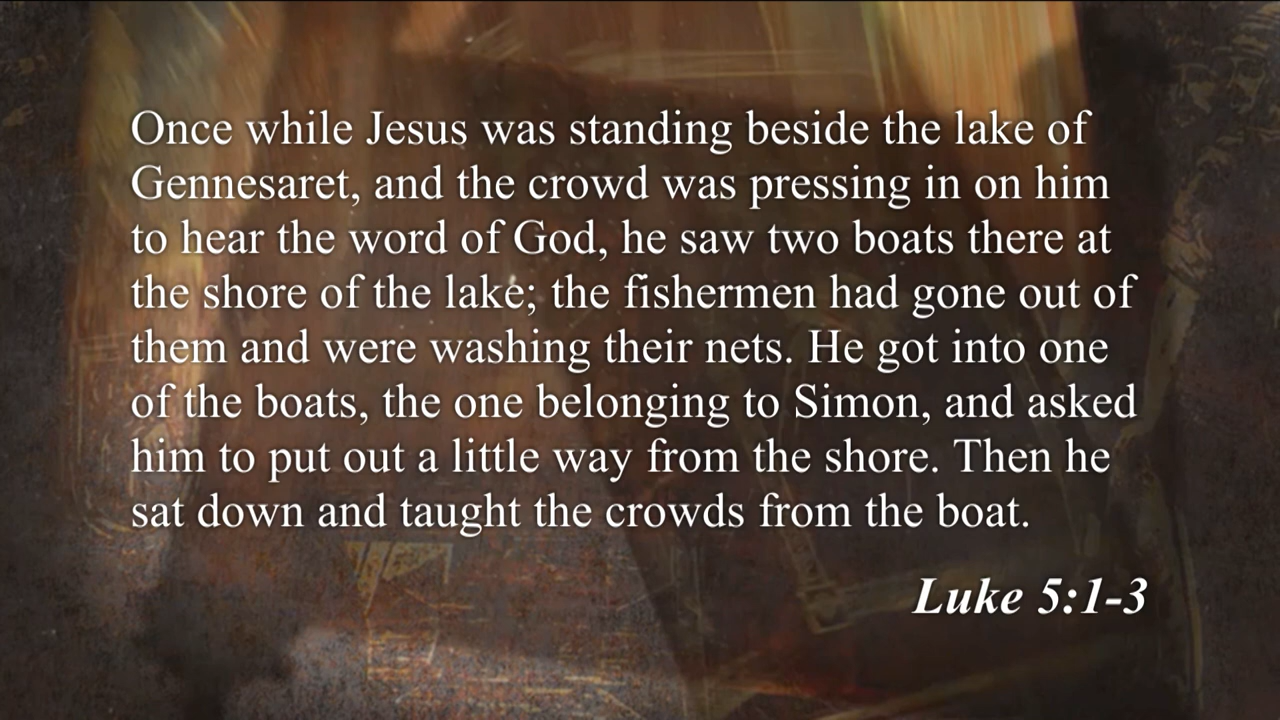 Once while Jesus was standing beside the lake of
Gennesaret, and the crowd was pressing in on him
to hear the word of God, he saw two boats there at
the shore of the lake; the fishermen had gone out of
them and were washing their nets. He got into one
of the boats, the one belonging to Simon, and asked
him to put out a little way from the shore. Then he
sat down and taught the crowds from the boat.
Luke 5:1-3